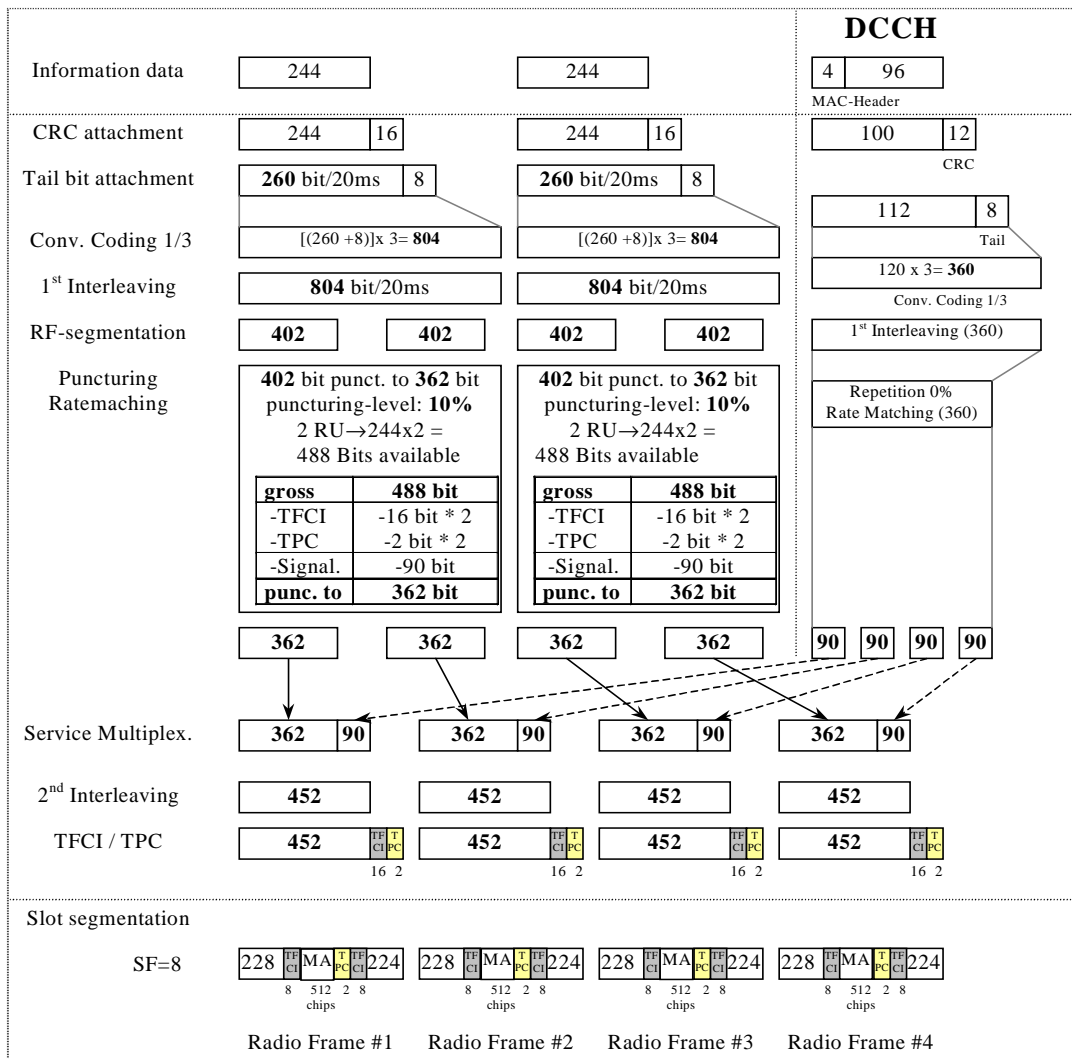 DCCH
Information data 244 244 4 96
MAC-Header
CRC attachment 244 16 244 16 100 12
CRC
Tail bit attachment 260 bit/20ms 8 260 bit/20ms 8
112 8
Tail
Conv. Coding 1/3 [(260 +8)]x 3= 804 [(260 +8)]x 3= 804
120 x 3= 360
Conv. Coding 1/3
1st Interleaving 804 bit/20ms 804 bit/20ms
RF-segmentation 402 402 402 402 1st Interleaving (360)
Puncturing
Ratemaching
402 bit punct. to 362 bit
puncturing-level: 10%
2 RU→244x2 =
488 Bits available
gross 488 bit
-TFCI -16 bit * 2
-TPC -2 bit * 2
-Signal. -90 bit
punc. to 362 bit
402 bit punct. to 362 bit
puncturing-level: 10%
2 RU→244x2 =
488 Bits available
gross 488 bit
-TFCI -16 bit * 2
-TPC -2 bit * 2
-Signal. -90 bit
punc. to 362 bit
Repetition 0%
Rate Matching (360)
362 362 362 362 90 90 90 90
Service Multiplex. 362 90 362 90 362 90 362 90
2nd Interleaving 452 452 452 452
TFCI / TPC 452 TF CI T PC 452 TF CI T PC 452 TF CI T PC 452 TF CI T PC
16 2 16 2 16 2 16 2
Slot segmentation
SF=8 228 TF CI MA T PC TF CI 224 228 TF CI MA T PC TF CI 224 228 TF CI MA T PC TF CI 224 228 TF CI MA T PC TF CI 224
8 512 2 8 8 512 2 8 8 512 2 8 8 512 2 8
chips chips chips chips
Radio Frame #1 Radio Frame #2 Radio Frame #3 Radio Frame #4